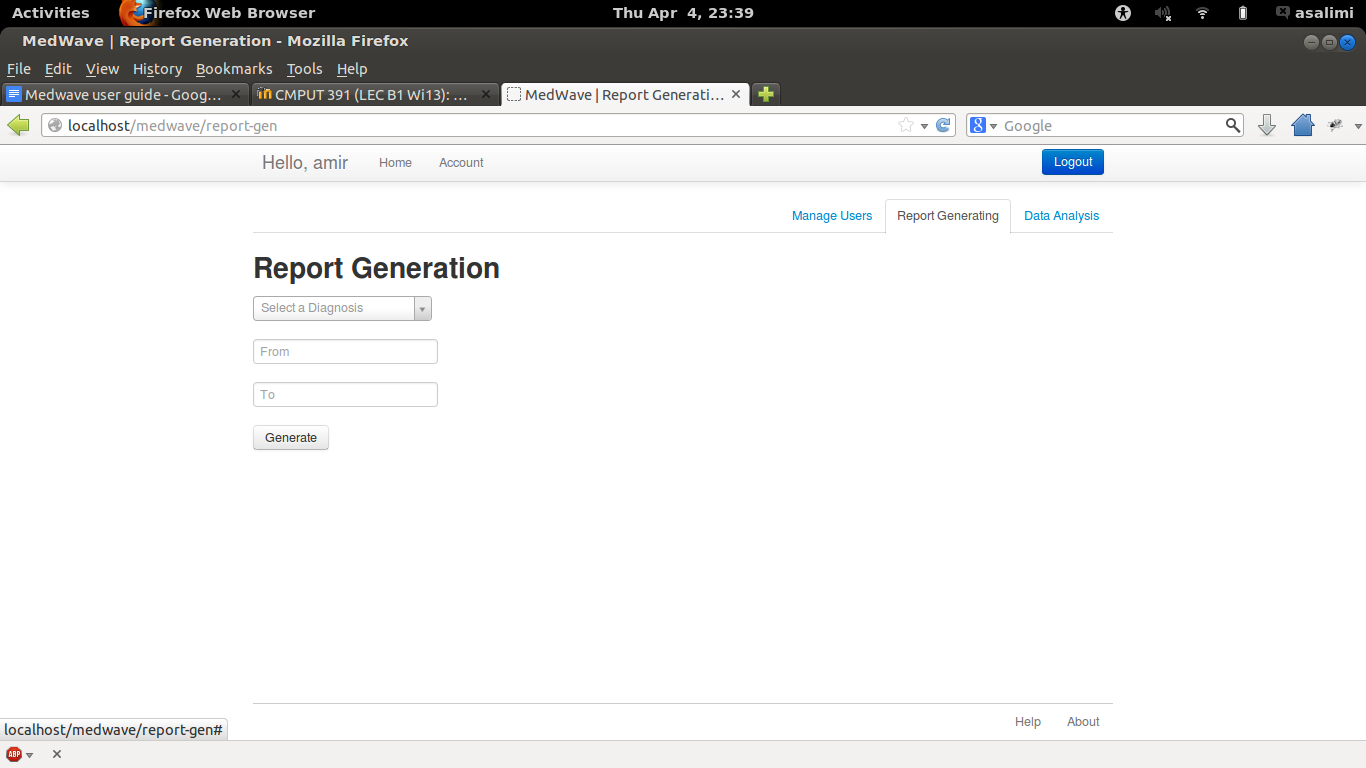 Activities Firefox Web Browser Thu Apr 4, 23:39 asalimi
MedWave | Report Generation - Mozilla Firefox
File Edit View History Bookmarks Tools Help
Medwave user guide - Goog... CMPUT 391 (LEC B1 Wi13): ... MedWave | Report Generati...
localhost/medwave/report-gen Google
Hello, amir Home Account Logout
Manage Users Report Generating Data Analysis
Report Generation
Select a Diagnosis
From
To
Generate
Help About
localhost/medwave/report-gen#
ABP